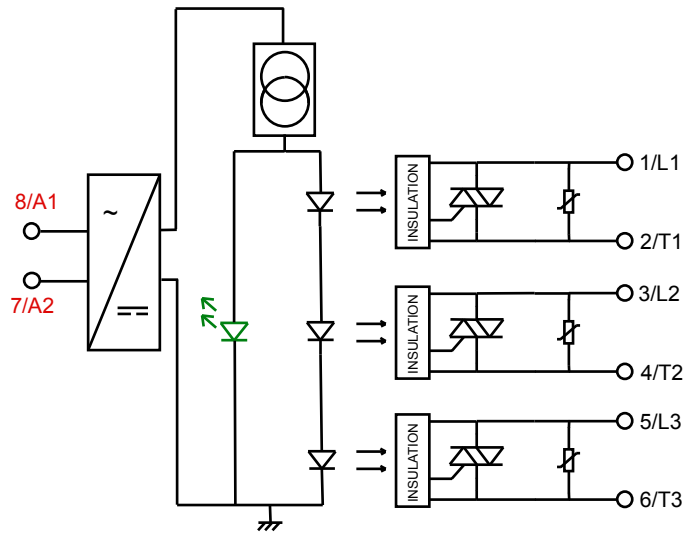 8/A1
7/A2
~
INSULATION
1/L1
2/T1
INSULATION
3/L2
4/T2
INSULATION
5/L3
6/T3